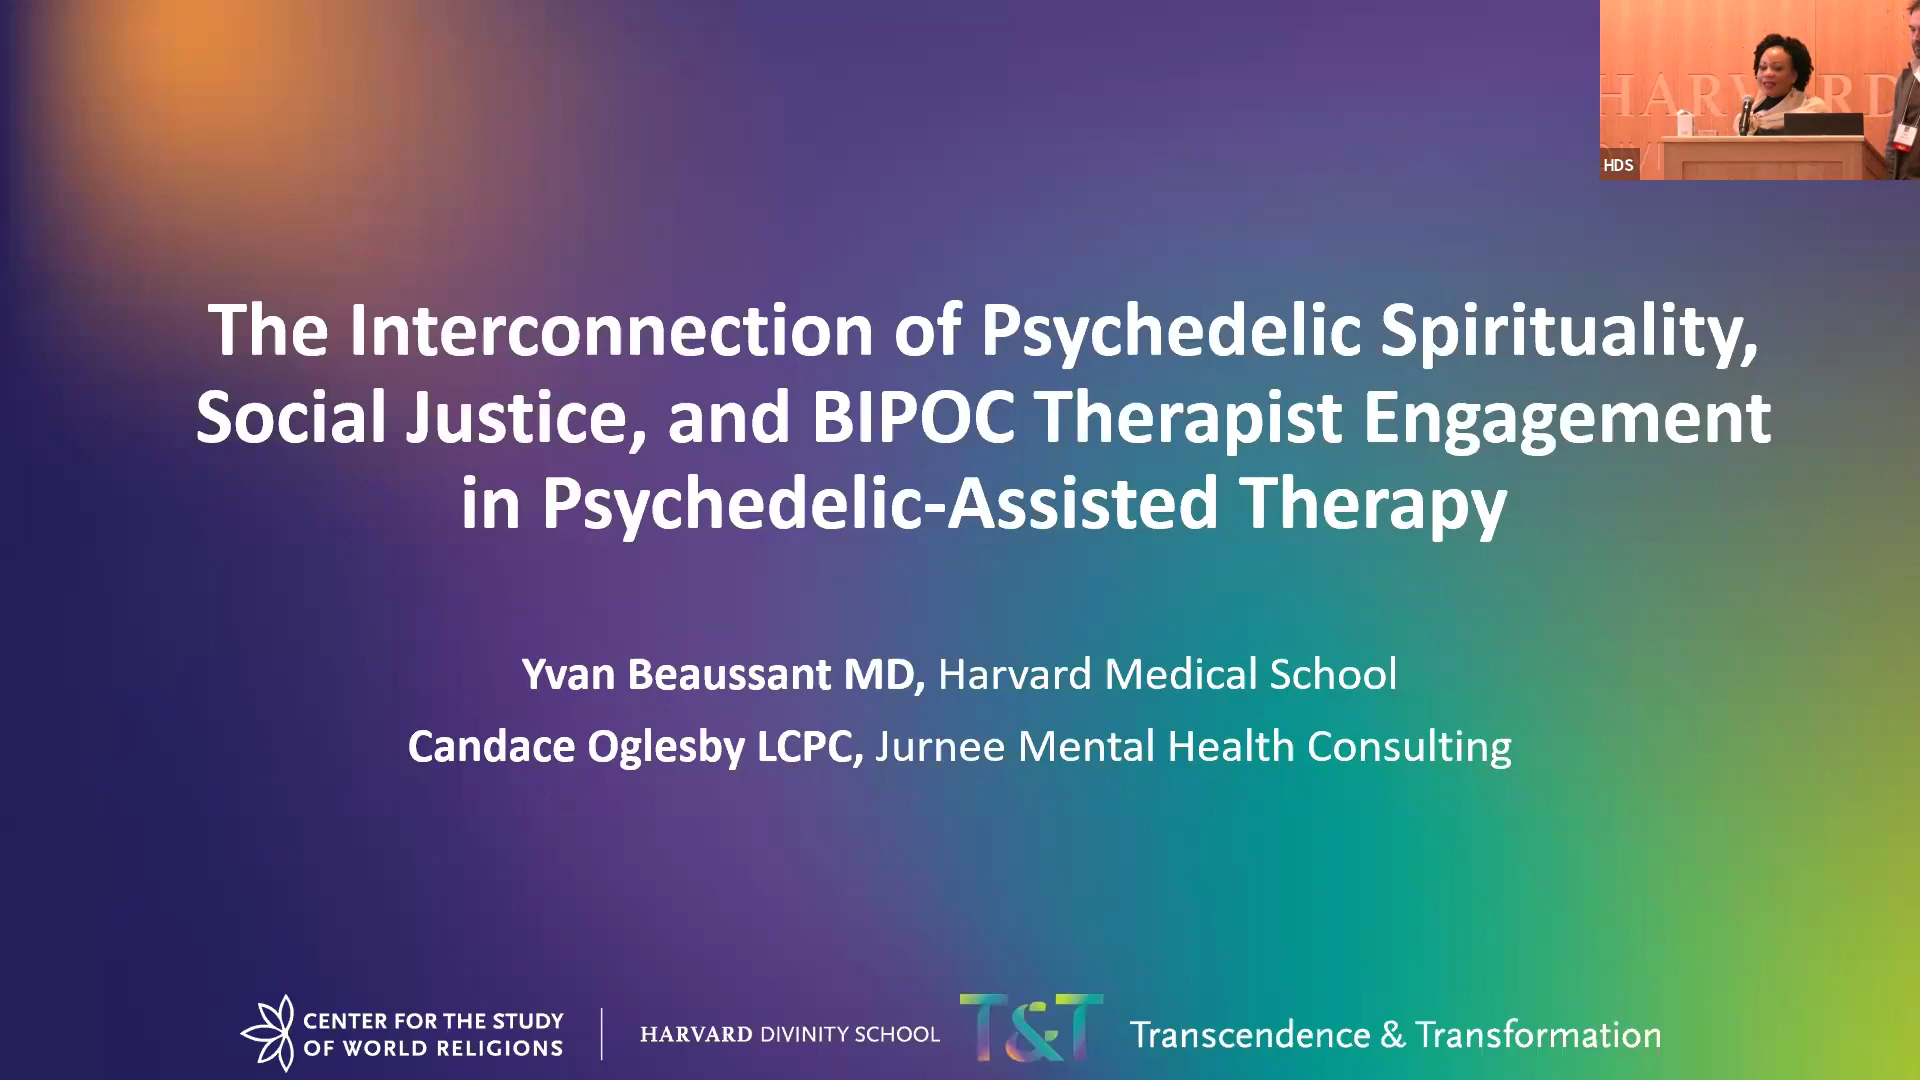 HARVARD
HDS
The Interconnection of Psychedelic Spirituality,
Social Justice, and BIPOC Therapist Engagement
in Psychedelic-Assisted Therapy
Yvan Beaussant MD, Harvard Medical School
Candace Oglesby LCPC, Jurnee Mental Health Consulting
CENTER FOR THE STUDY
OF WORLD RELIGIONS
HARVARD DIVINITY SCHOOL
T&T
Transcendence & Transformation